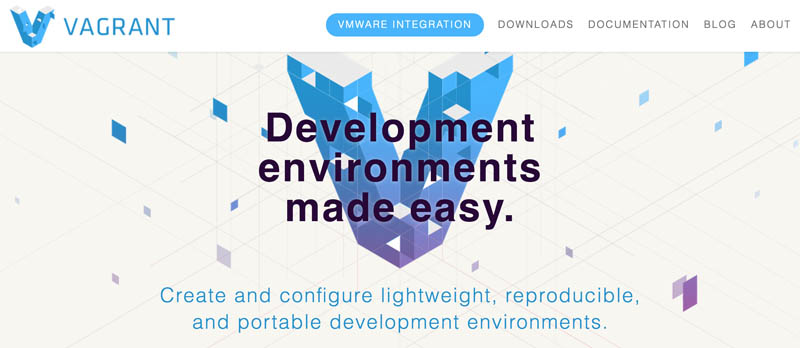 VAGRANT
VMWARE INTEGRATION DOWNLOADS DOCUMENTATION BLOG ABOUT
Development
environments
made easy.
Create and configure lightweight, reproducible,
and portable development environments.